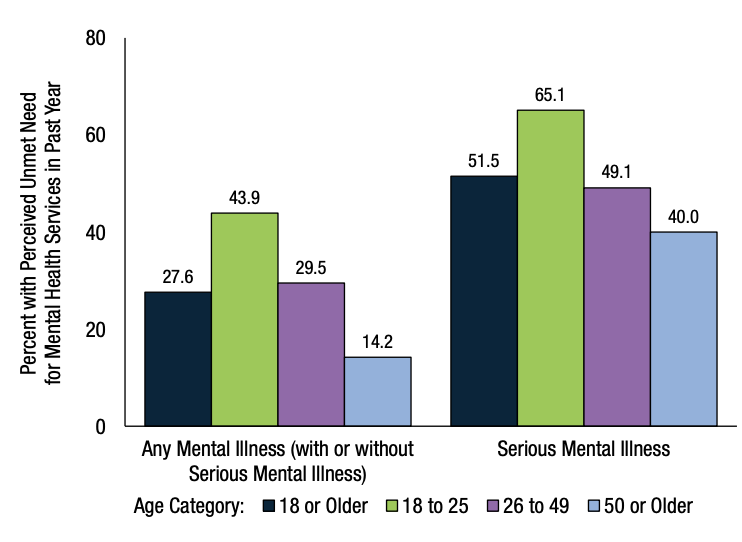 Percent with Perceived Unmet Need
for Mental Health Services in Past Year
80
60
40
20
0
27.6
43.9
29.5
14.2
51.5
65.1
49.1
40.0
Any Mental Illness (with or without
Serious Mental Illness)
Serious Mental Illness
Age Category: 18 or Older 18 to 25 26 to 49 50 or Older